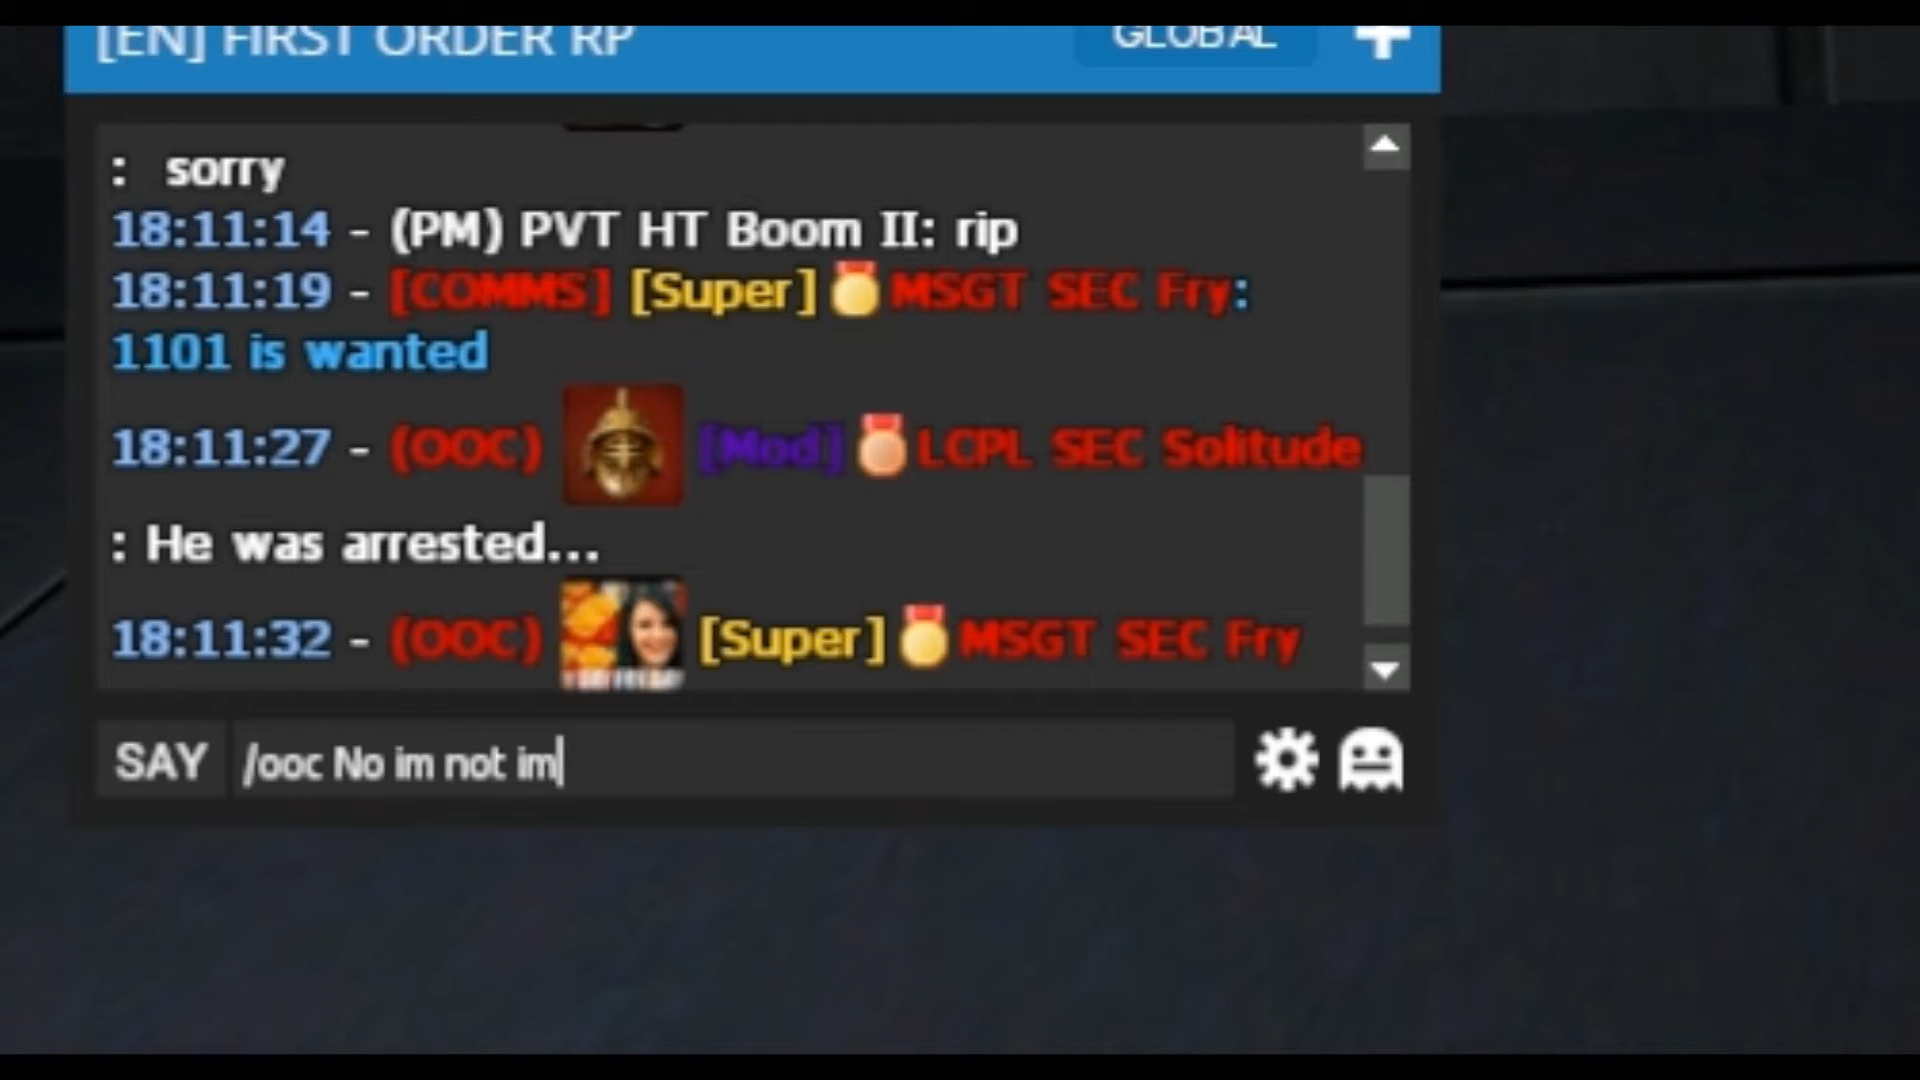 [EN] FIRST ORDER RP GLOBAL
: sorry
18:11:14 - (PM) PVT HT Boom II: rip
18:11:19 - [COMMS] [Super] MSGT SEC Fry:
1101 is wanted
18:11:27 - (OOC) [Mod] LCPL SEC Solitude
: He was arrested...
18:11:32 - (OOC) [Super] MSGT SEC Fry
SAY /ooc No im not im